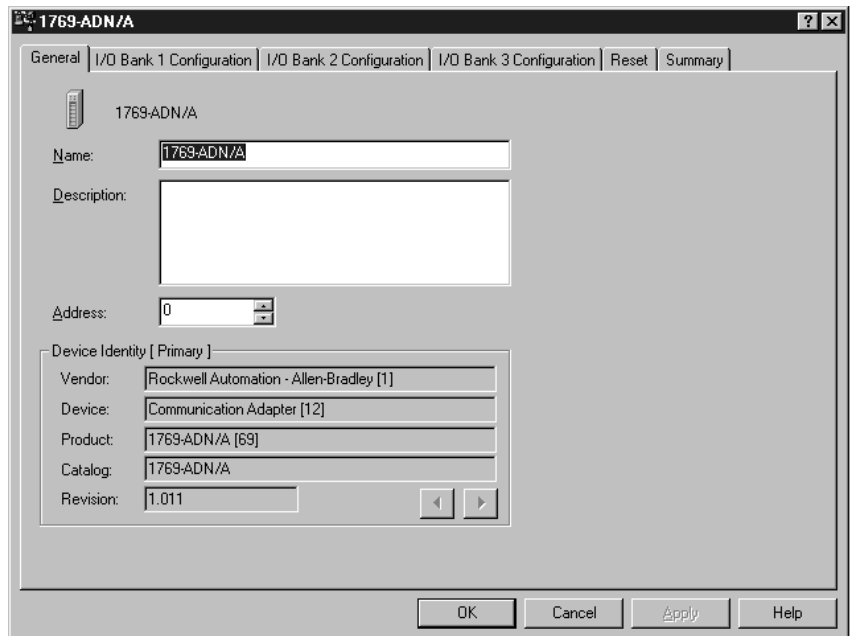 1769-ADN/A
General I/O Bank 1 Configuration I/O Bank 2 Configuration I/O Bank 3 Configuration Reset Summary
1769-ADN/A
Name: 1769-ADN/A
Description:
Address: 0
Device Identity [ Primary ]
Vendor: Rockwell Automation - Allen-Bradley [1]
Device: Communication Adapter [12]
Product: 1769-ADN/A [69]
Catalog: 1769-ADN/A
Revision: 1.011
OK Cancel Apply Help